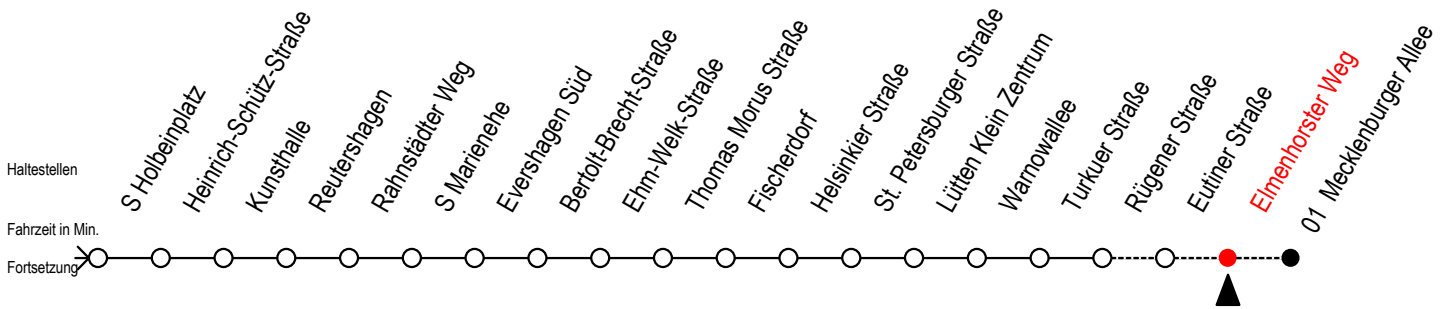 Haltestellen
S Holbeinplatz
Heinrich-Schütz-Straße
Kunsthalle
Reutershagen
Rahnstädter Weg
S Marienehe
Evershagen Süd
Bertolt-Brecht-Straße
Ehm-Welk-Straße
Thomas Morus Straße
Fischerdorf
Helsinkier Straße
St. Petersburger Straße
Lütten Klein Zentrum
Warnowallee
Turkuer Straße
Rügener Straße
Eutiner Straße
Elmenhorster Weg
01 Mecklenburger Allee
Fahrzeit in Min.
Fortsetzung